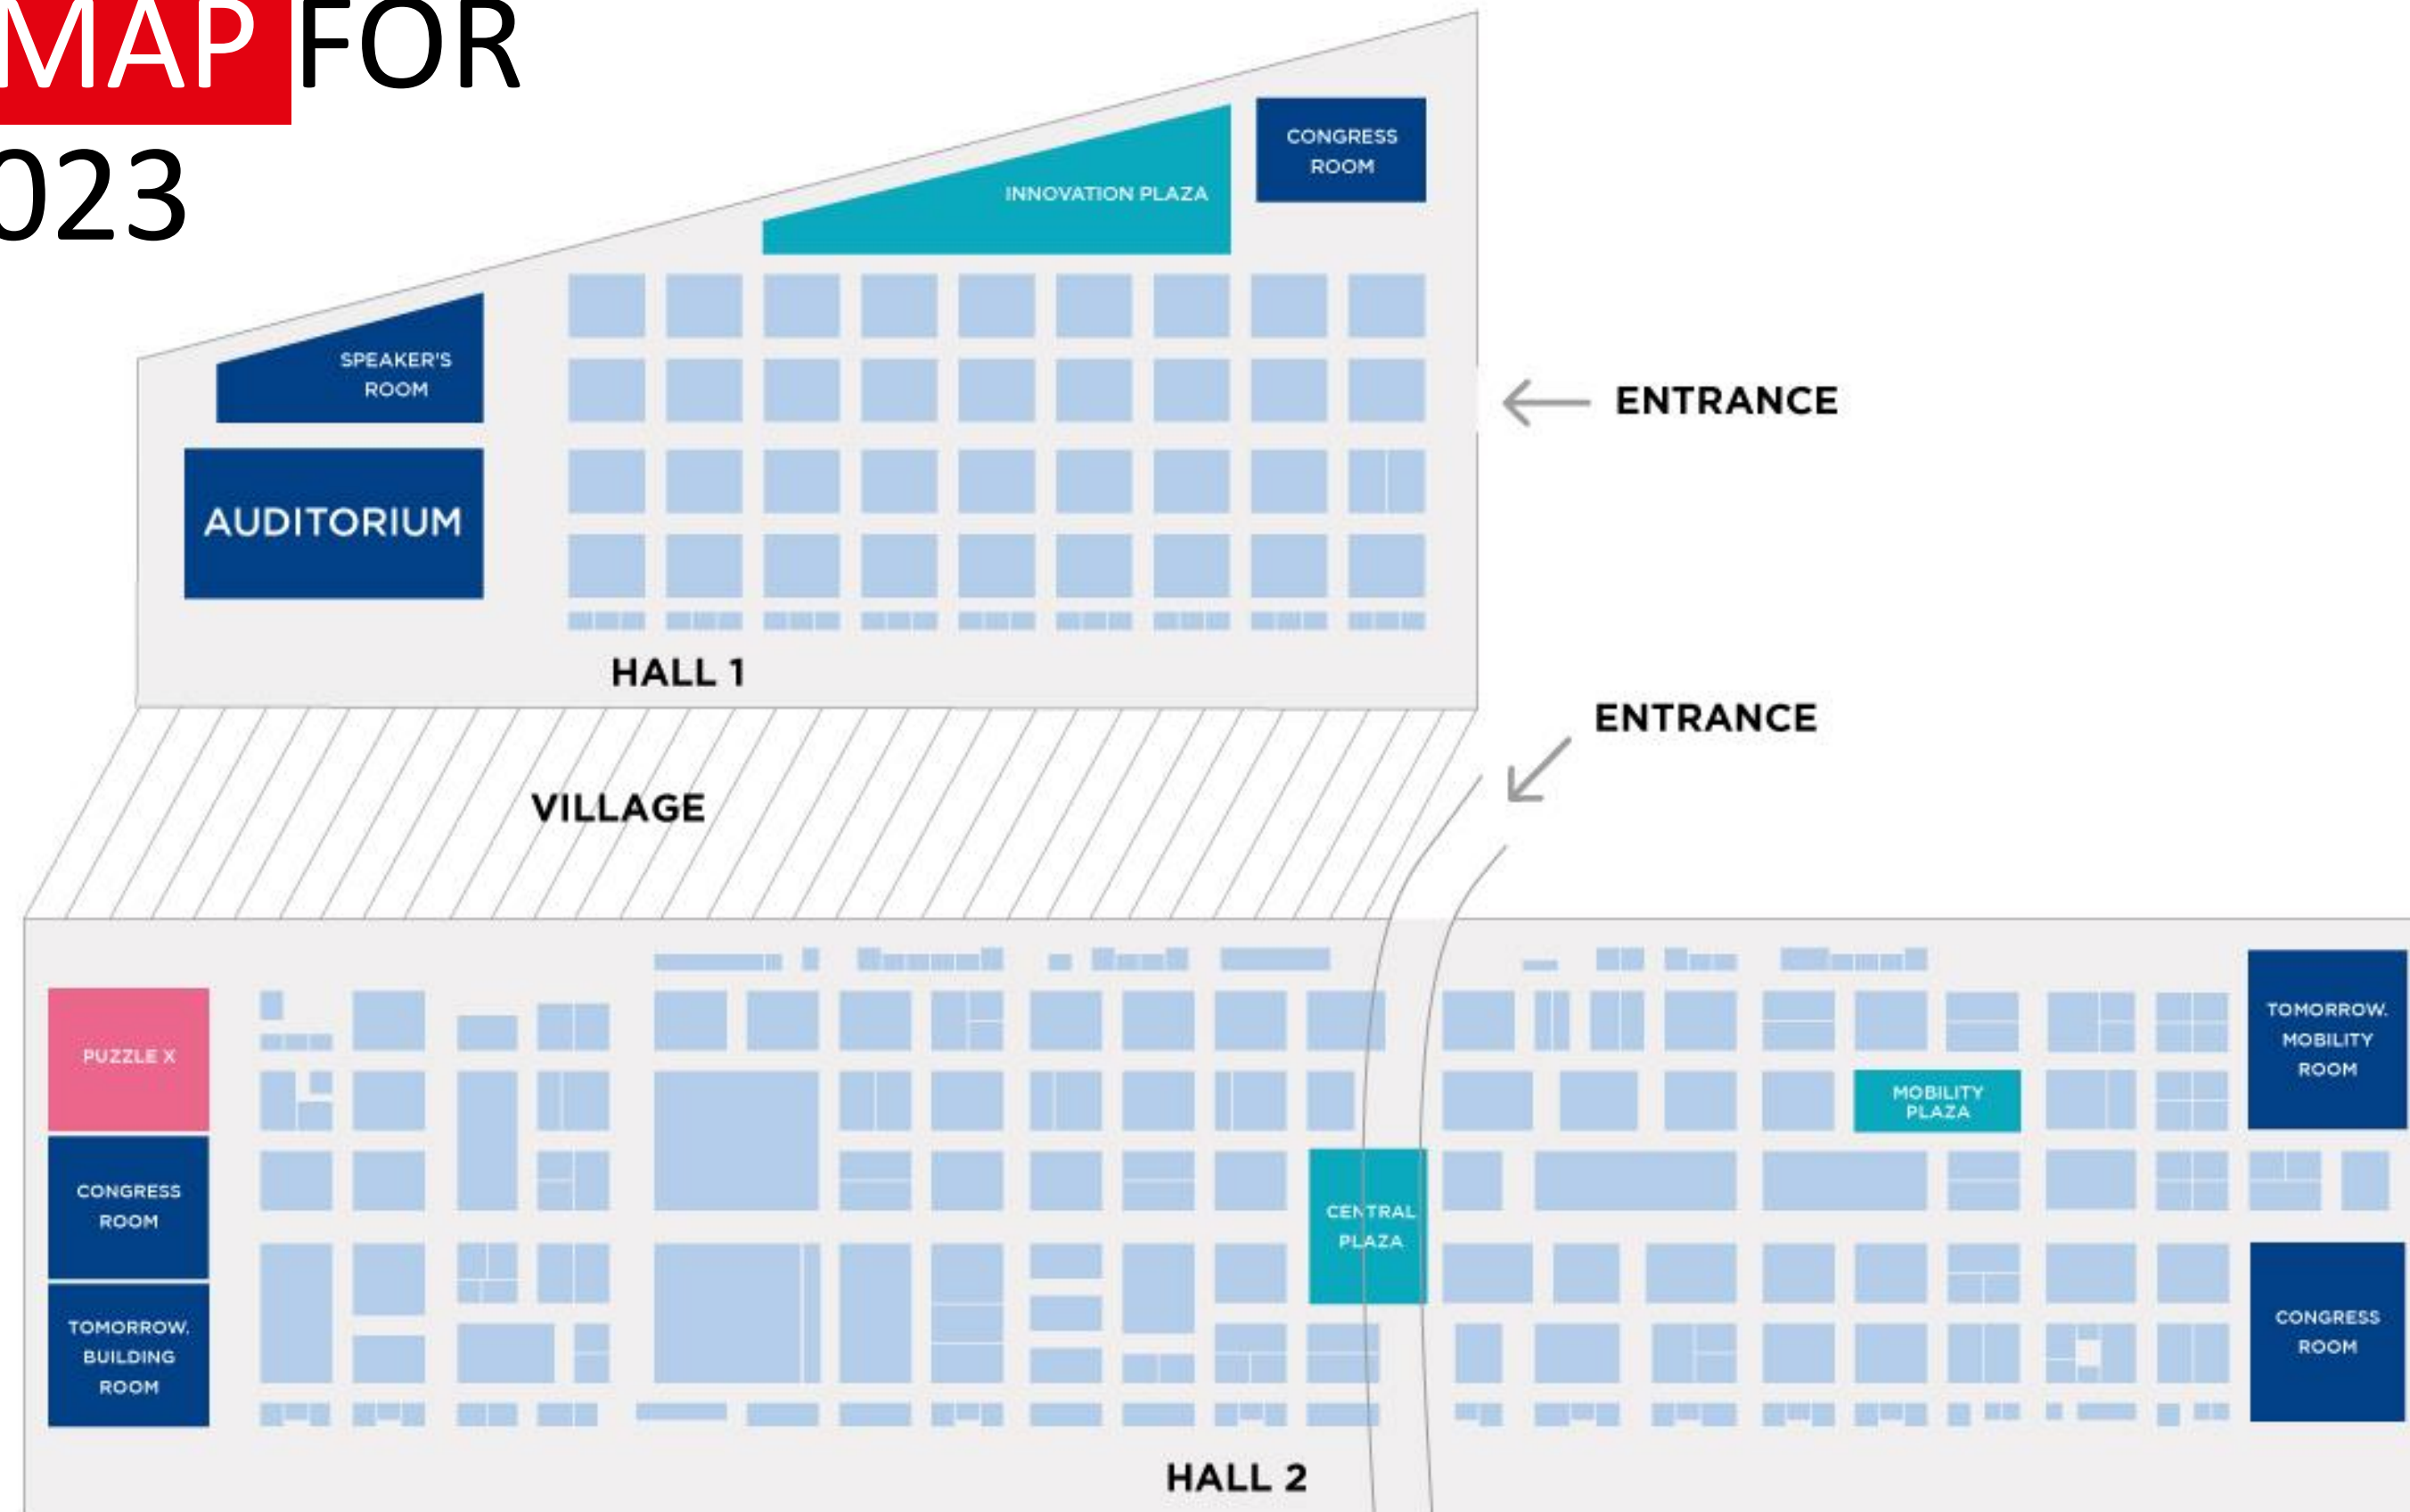 MAP FOR
023
INNOVATION PLAZA
CONGRESS
ROOM
SPEAKER'S
ROOM
AUDITORIUM
ENTRANCE
HALL 1
ENTRANCE
VILLAGE
PUZZLE X
CONGRESS
ROOM
TOMORROW.
BUILDING
ROOM
CENTRAL
PLAZA
MOBILITY
PLAZA
TOMORROW.
MOBILITY
ROOM
CONGRESS
ROOM
HALL 2